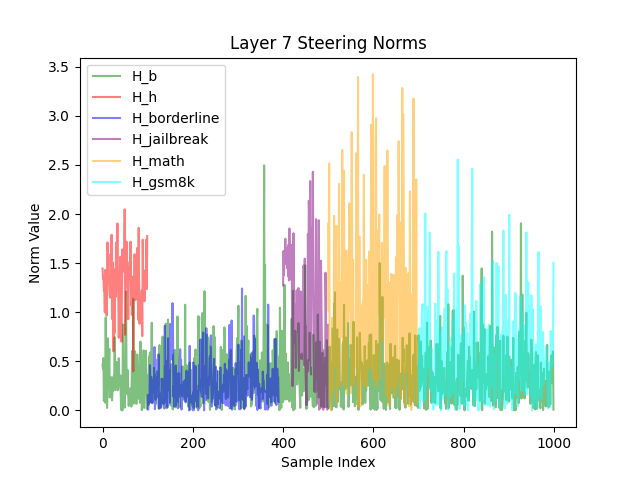 Layer 7 Steering Norms
Norm Value
3.5
3.0
2.5
2.0
1.5
1.0
0.5
0.0
H_b
H_h
H_borderline
H_jailbreak
H_math
H_gsm8k
0
200
400
600
800
1000
Sample Index